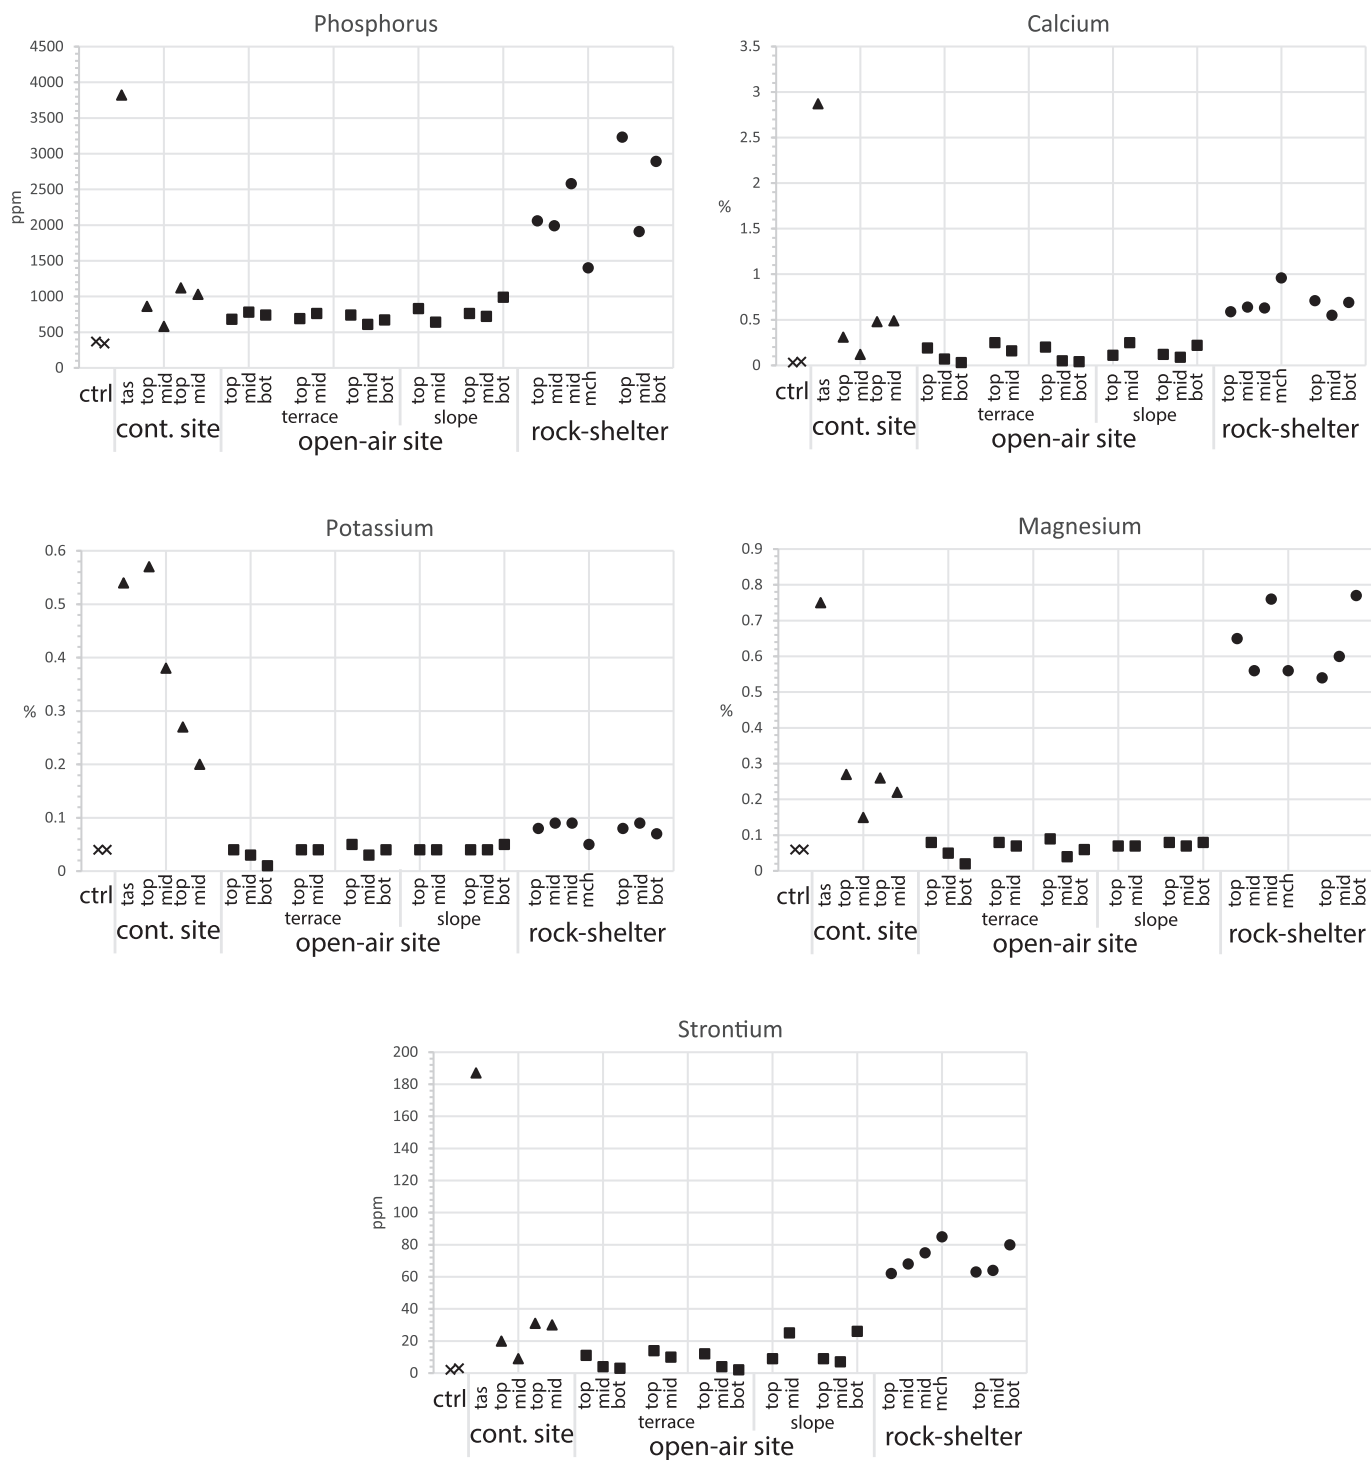 Phosphorus
4500
4000
3500
3000
2500
2000
1500
1000
500
0
ppm
ctrl tas top mid top mid top mid bot top mid top mid bot top mid top mid bot top mid mid mch top mid bot
terrace slope
cont. site open-air site rock-shelter
Calcium
3.5
3
2.5
2
1.5
1
0.5
0
%
ctrl tas top mid top mid top mid bot top mid top mid bot top mid top mid bot top mid mid mch top mid bot
terrace slope
cont. site open-air site rock-shelter
Potassium
0.6
0.5
0.4
0.3
0.2
0.1
0
%
ctrl tas top mid top mid top mid bot top mid top mid bot top mid top mid bot top mid mid mch top mid bot
terrace slope
cont. site open-air site rock-shelter
Magnesium
0.9
0.8
0.7
0.6
0.5
0.4
0.3
0.2
0.1
0
%
ctrl tas top mid top mid top mid bot top mid top mid bot top mid top mid bot top mid mid mch top mid bot
terrace slope
cont. site open-air site rock-shelter
Strontium
200
180
160
140
120
100
80
60
40
20
0
ppm
ctrl tas top mid top mid top mid bot top mid top mid bot top mid top mid bot top mid mid mch top mid bot
terrace slope
cont. site open-air site rock-shelter